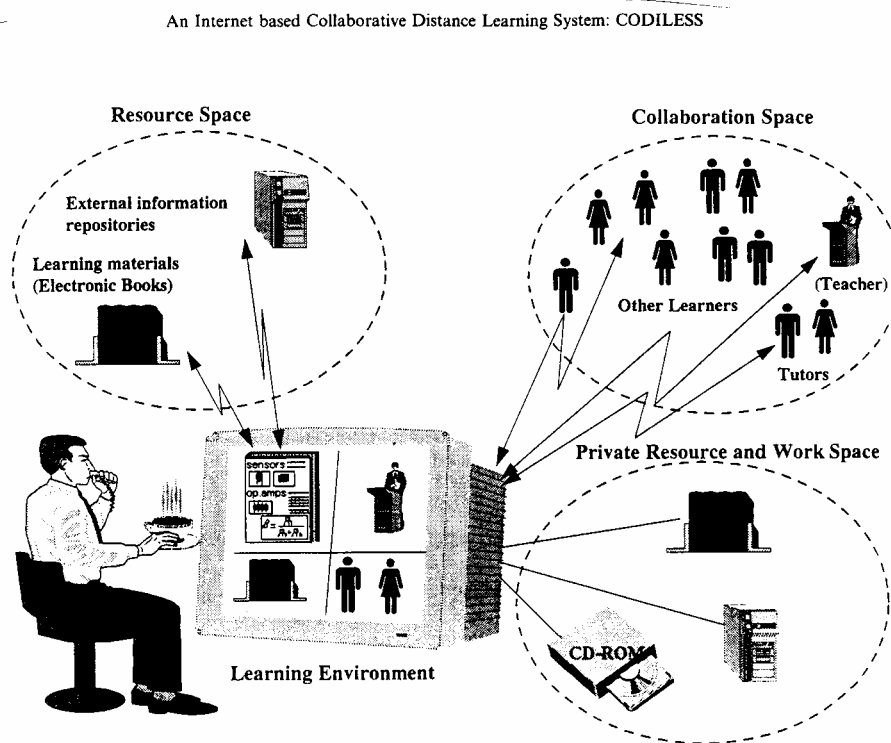 An Internet based Collaborative Distance Learning System: CODILESS
Resource Space
Collaboration Space
External information
repositories
Learning materials
(Electronic Books)
(Teacher)
Other Learners
Tutors
Private Resource and Work Space
sensors
op.amps
CD-ROM
Learning Environment